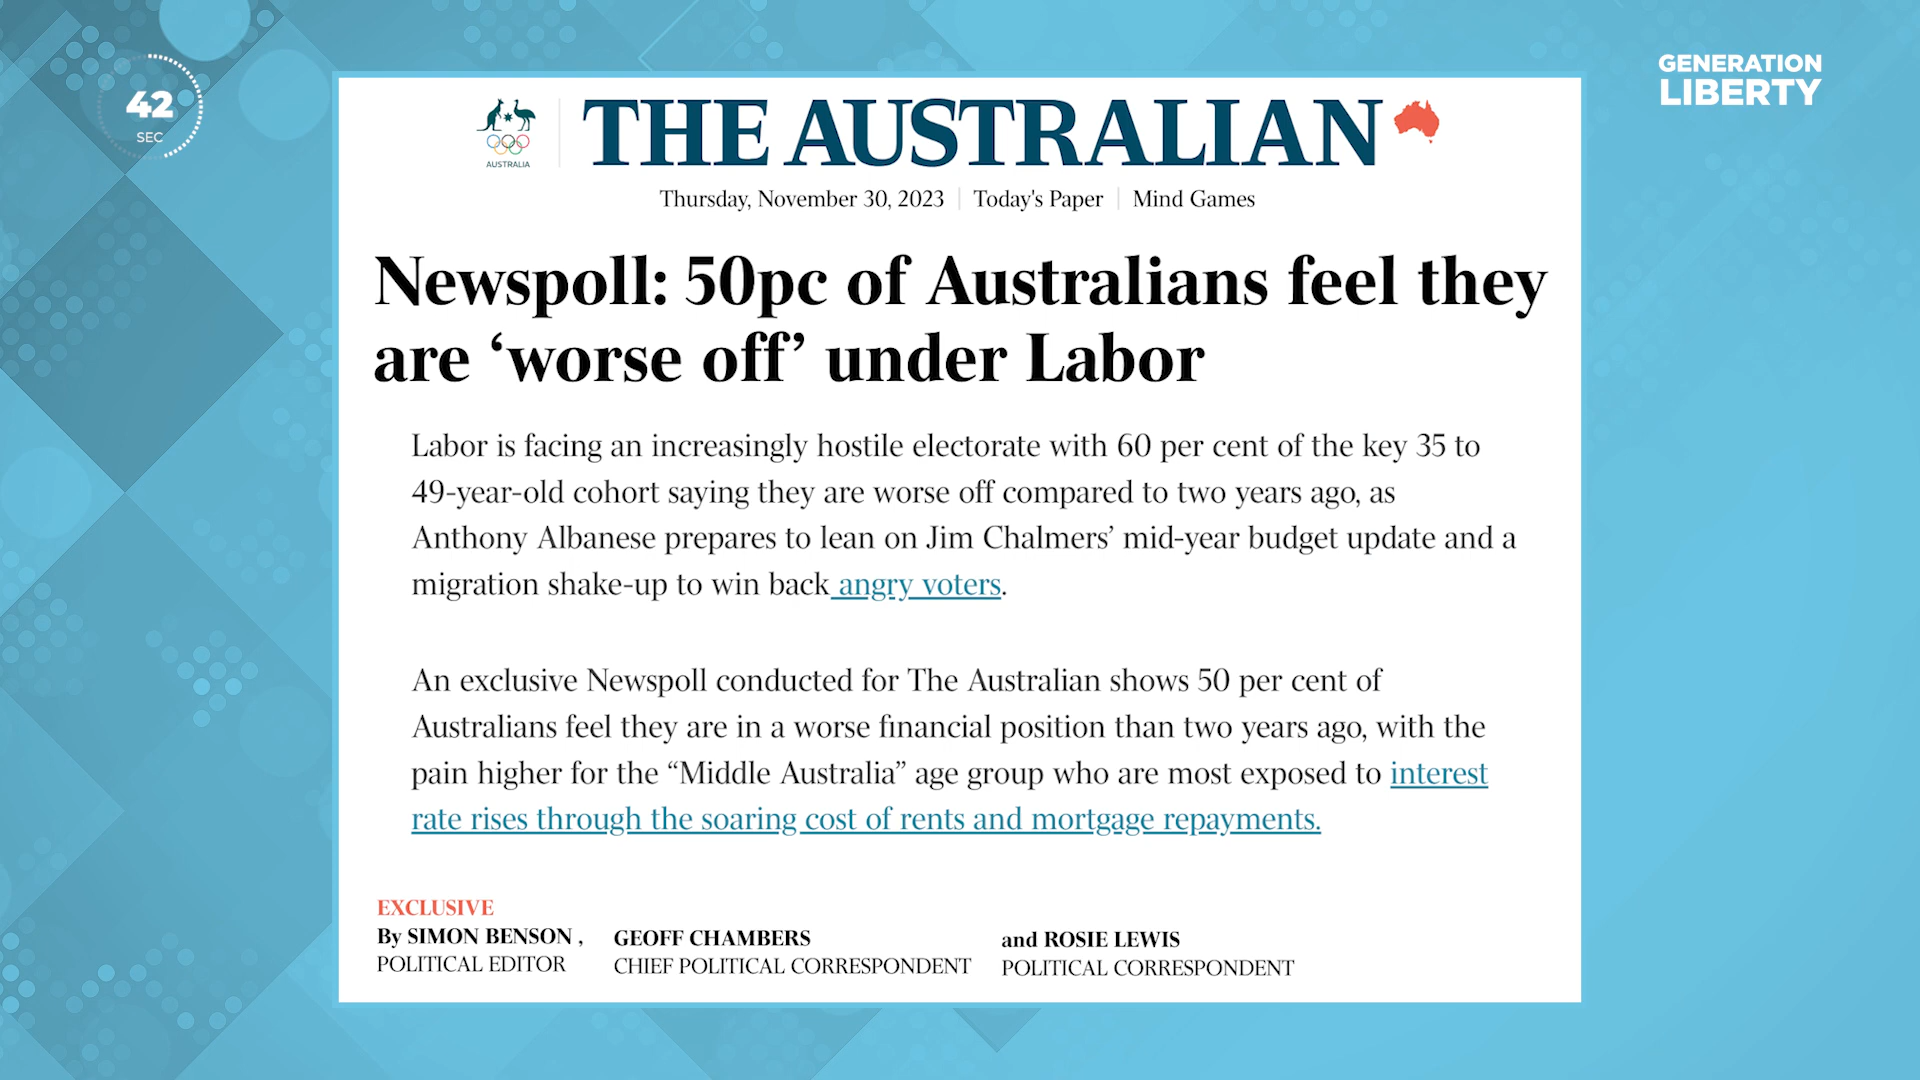 42
SEC
GENERATION
LIBERTY
AUSTRALIA
THE AUSTRALIAN
Thursday, November 30, 2023 | Today's Paper | Mind Games
Newspoll: 50pc of Australians feel they
are ‘worse off’ under Labor
Labor is facing an increasingly hostile electorate with 60 per cent of the key 35 to
49-year-old cohort saying they are worse off compared to two years ago, as
Anthony Albanese prepares to lean on Jim Chalmers’ mid-year budget update and a
migration shake-up to win back angry voters.
An exclusive Newspoll conducted for The Australian shows 50 per cent of
Australians feel they are in a worse financial position than two years ago, with the
pain higher for the “Middle Australia” age group who are most exposed to interest
rate rises through the soaring cost of rents and mortgage repayments.
EXCLUSIVE
By SIMON BENSON ,
POLITICAL EDITOR
GEOFF CHAMBERS
CHIEF POLITICAL CORRESPONDENT
and ROSIE LEWIS
POLITICAL CORRESPONDENT